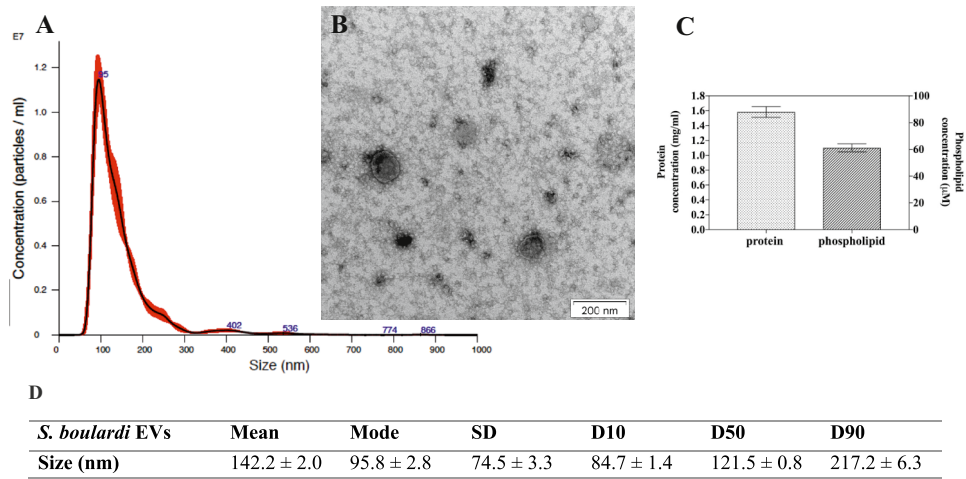 A
E7
Concentration (particles / ml)
1.2
1.0
0.8
0.6
0.4
0.2
0
95
402
536
774
866
0 100 200 300 400 500 600 700 800 900 1000
Size (nm)
B
200 nm
C
Protein
concentration (mg/ml)
1.8
1.6
1.4
1.2
1.0
0.8
0.6
0.4
0.2
0.0
100
80
60
40
20
0
Phospholipid
concentration (µM)
protein phospholipid
D
S. boulardi EVs Mean Mode SD D10 D50 D90
Size (nm) 142.2 ± 2.0 95.8 ± 2.8 74.5 ± 3.3 84.7 ± 1.4 121.5 ± 0.8 217.2 ± 6.3